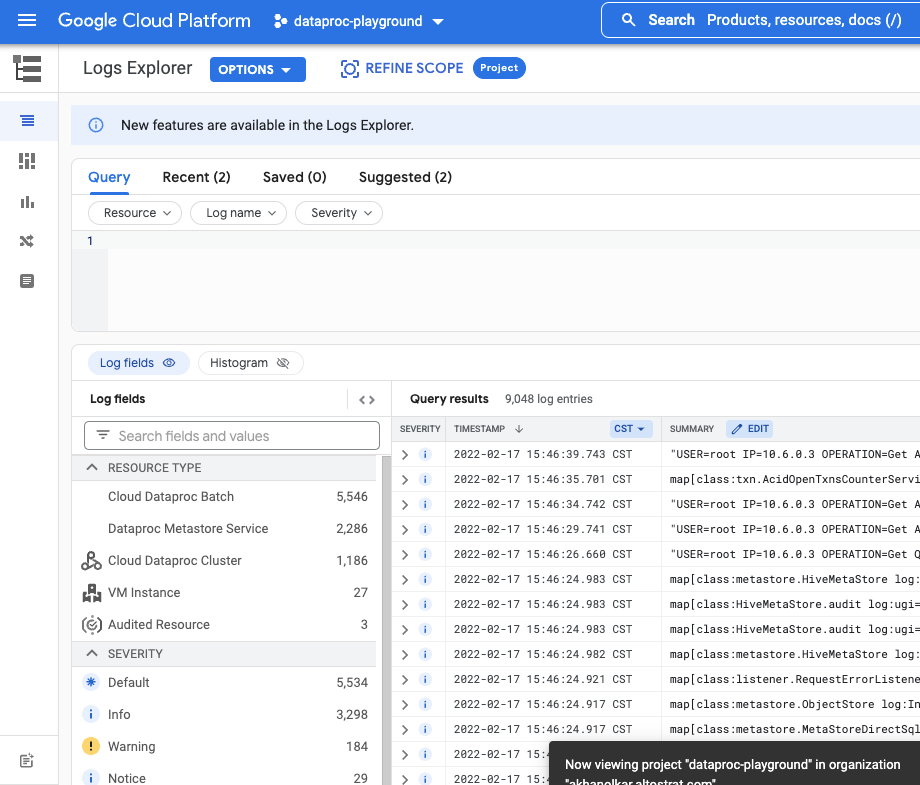 Google Cloud Platform dataproc-playground Search Products, resources, docs (/)
Logs Explorer OPTIONS REFINE SCOPE Project
New features are available in the Logs Explorer.
Query Recent (2) Saved (0) Suggested (2)
Resource Log name Severity
1
Log fields Histogram
Log fields Query results 9,048 log entries
SEVERITY TIMESTAMP CST SUMMARY EDIT
Search fields and values
RESOURCE TYPE
Cloud Dataproc Batch 5,546
Dataproc Metastore Service 2,286
Cloud Dataproc Cluster 1,186
VM Instance 27
Audited Resource 3
SEVERITY
Default 5,534
Info 3,298
Warning 184
Notice 29
2022-02-17 15:46:39.743 CST "USER=root IP=10.6.0.3 OPERATION=Get A
2022-02-17 15:46:35.701 CST map[class:txn.AcidOpenTxnsCounterServi
2022-02-17 15:46:34.742 CST "USER=root IP=10.6.0.3 OPERATION=Get A
2022-02-17 15:46:29.741 CST "USER=root IP=10.6.0.3 OPERATION=Get A
2022-02-17 15:46:26.660 CST "USER=root IP=10.6.0.3 OPERATION=Get Q
2022-02-17 15:46:24.983 CST map[class:metastore.HiveMetaStore log:
2022-02-17 15:46:24.983 CST map[class:HiveMetaStore.audit log:ugi=
2022-02-17 15:46:24.983 CST map[class:HiveMetaStore.audit log:ugi=
2022-02-17 15:46:24.982 CST map[class:metastore.HiveMetaStore log:
2022-02-17 15:46:24.921 CST map[class:listener.RequestErrorListene
2022-02-17 15:46:24.917 CST map[class:metastore.ObjectStore log:In
2022-02-17 15:46:24.917 CST map[class:metastore.MetaStoreDirectSql
2022-02-17 15:46:
2022-02-17 15:46:
Now viewing project "dataproc-playground" in organization
"akhanolkar.altostrat.com"